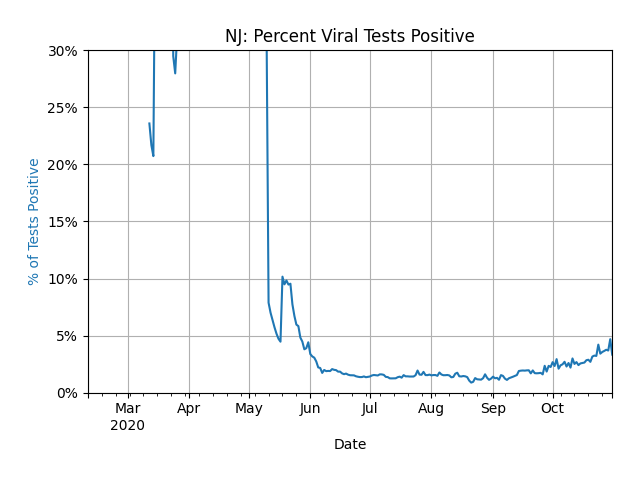 NJ: Percent Viral Tests Positive
30%
25%
20%
15%
10%
5%
0%
% of Tests Positive
Mar Apr May Jun Jul Aug Sep Oct
2020
Date